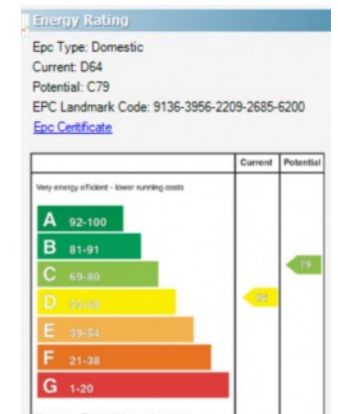 Energy Rating
Epc Type: Domestic
Current: D64
Potential: C79
EPC Landmark Code: 9136-3956-2209-2685-6200
Epc Certificate
Current Potential
Very energy efficient - lower running costs
A 92-100
B 81-91
C 69-80
79
D 55-68
64
E 39-54
F 21-38
G 1-20